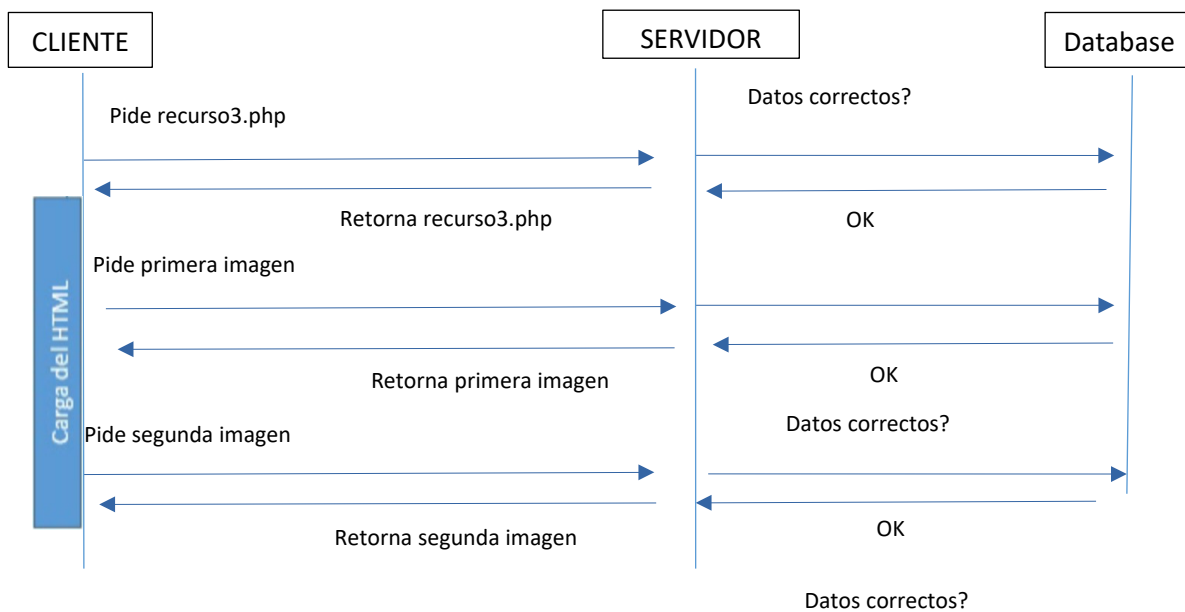 CLIENTE
SERVIDOR
Database
Datos correctos?
Pide recurso3.php
Retorna recurso3.php
OK
Carga del HTML
Pide primera imagen
Retorna primera imagen
OK
Datos correctos?
Pide segunda imagen
Retorna segunda imagen
OK
Datos correctos?